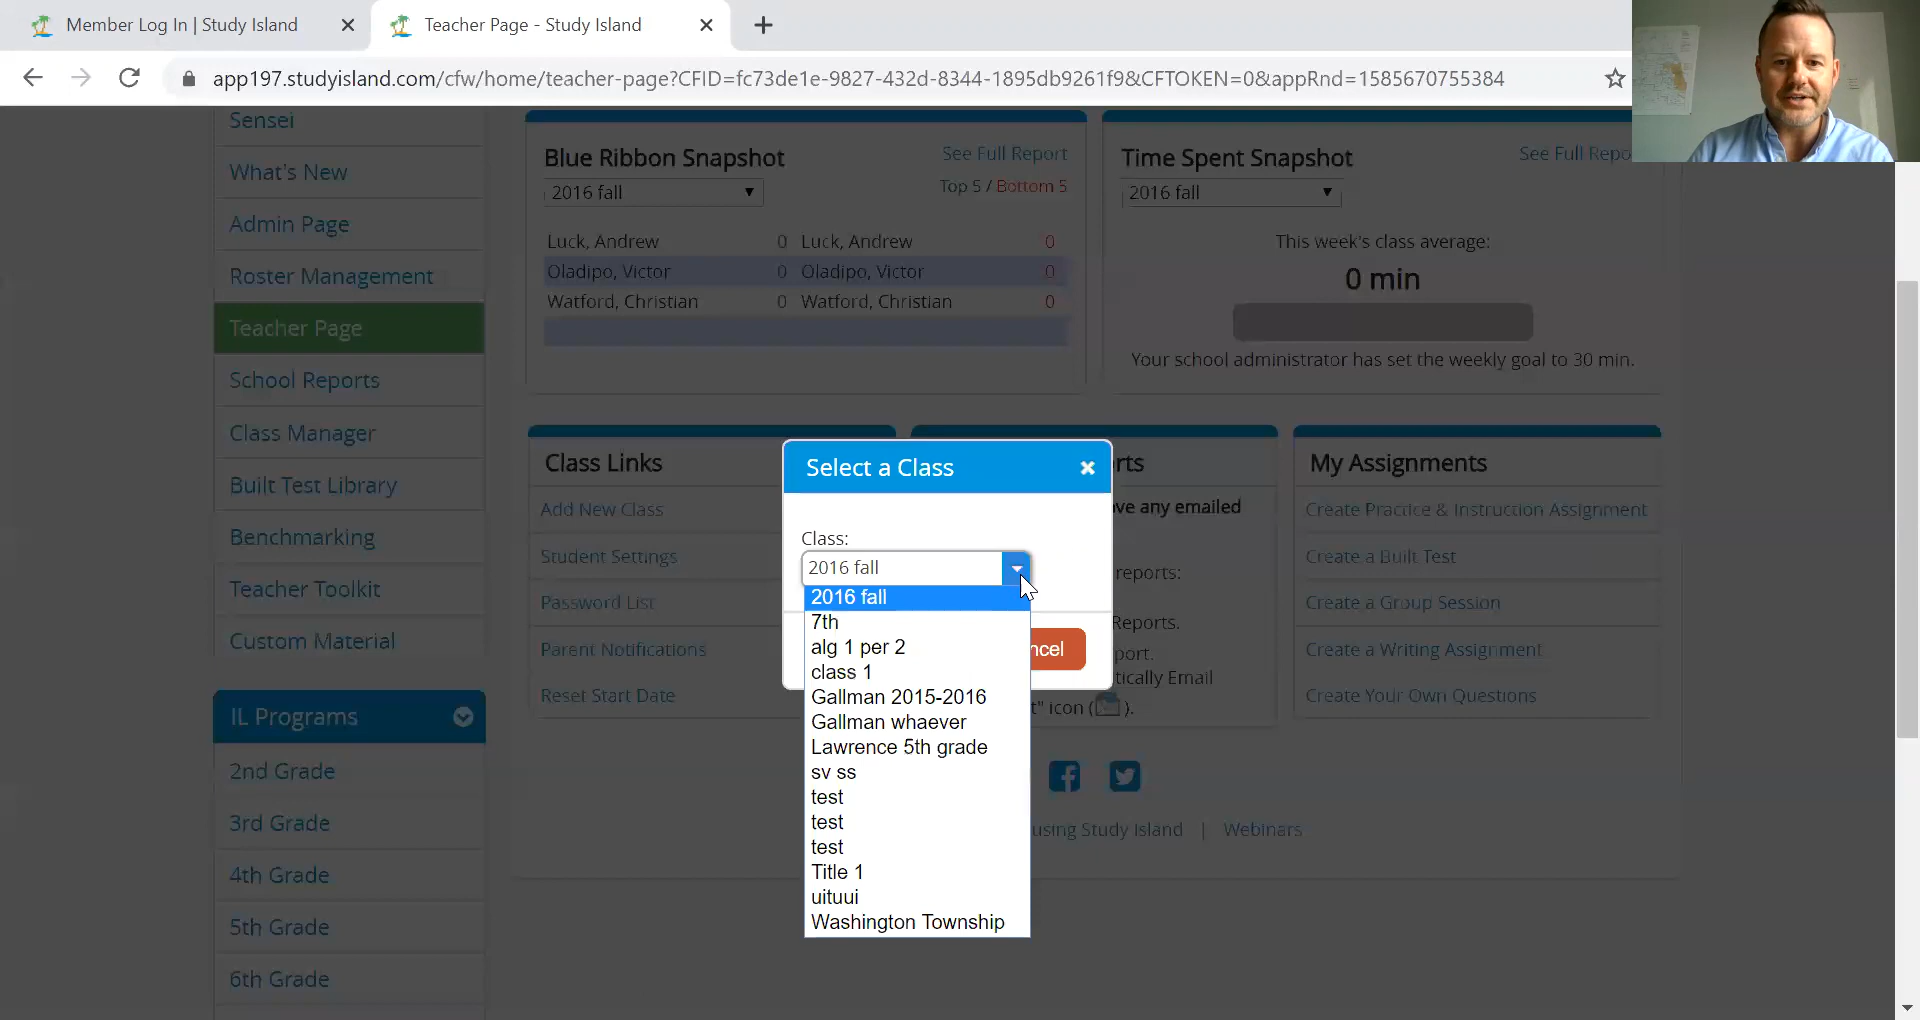 Member Log In | Study Island
Teacher Page - Study Island
app197.studyisland.com/cfw/home/teacher-page?CFID=fc73de1e-9827-432d-8344-1895db9261f9&CFTOKEN=0&appRnd=1585670755384
Sensei
What's New
Admin Page
Roster Management
Teacher Page
School Reports
Class Manager
Built Test Library
Benchmarking
Teacher Toolkit
Custom Material
IL Programs
2nd Grade
3rd Grade
4th Grade
5th Grade
6th Grade
Blue Ribbon Snapshot
See Full Report
2016 fall
Top 5 / Bottom 5
Luck, Andrew 0 Luck, Andrew 0
Oladipo, Victor 0 Oladipo, Victor 0
Watford, Christian 0 Watford, Christian 0
Time Spent Snapshot
See Full Repo
2016 fall
This week's class average:
0 min
Your school administrator has set the weekly goal to 30 min.
Class Links
Add New Class
Student Settings
Password List
Parent Notifications
Reset Start Date
Select a Class
Class:
2016 fall
2016 fall
7th
alg 1 per 2
class 1
Gallman 2015-2016
Gallman whaever
Lawrence 5th grade
sv ss
test
test
test
Title 1
uituui
Washington Township
ncel
rts
ve any emailed
reports:
Reports.
port.
tically Email
t" icon ( ).
My Assignments
Create Practice & Instruction Assignment
Create a Built Test
Create a Group Session
Create a Writing Assignment
Create Your Own Questions
using Study Island | Webinars